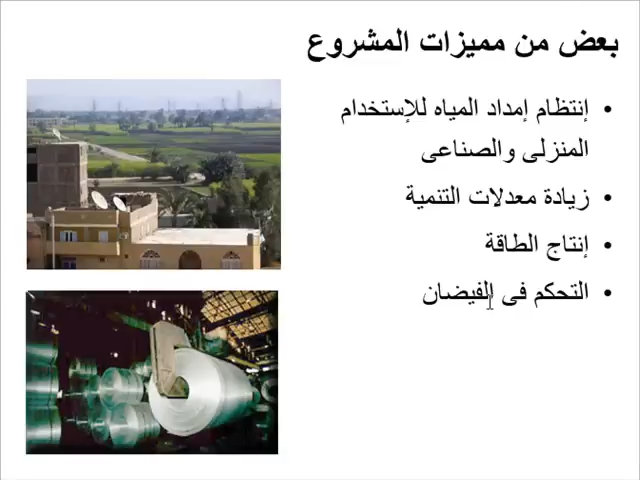 بعض من مميزات المشروع
• إنتظام إمداد المياه للإستخدام
المنزلى والصناعى
• زيادة معدلات التنمية
• إنتاج الطاقة
• التحكم فى الفيضان